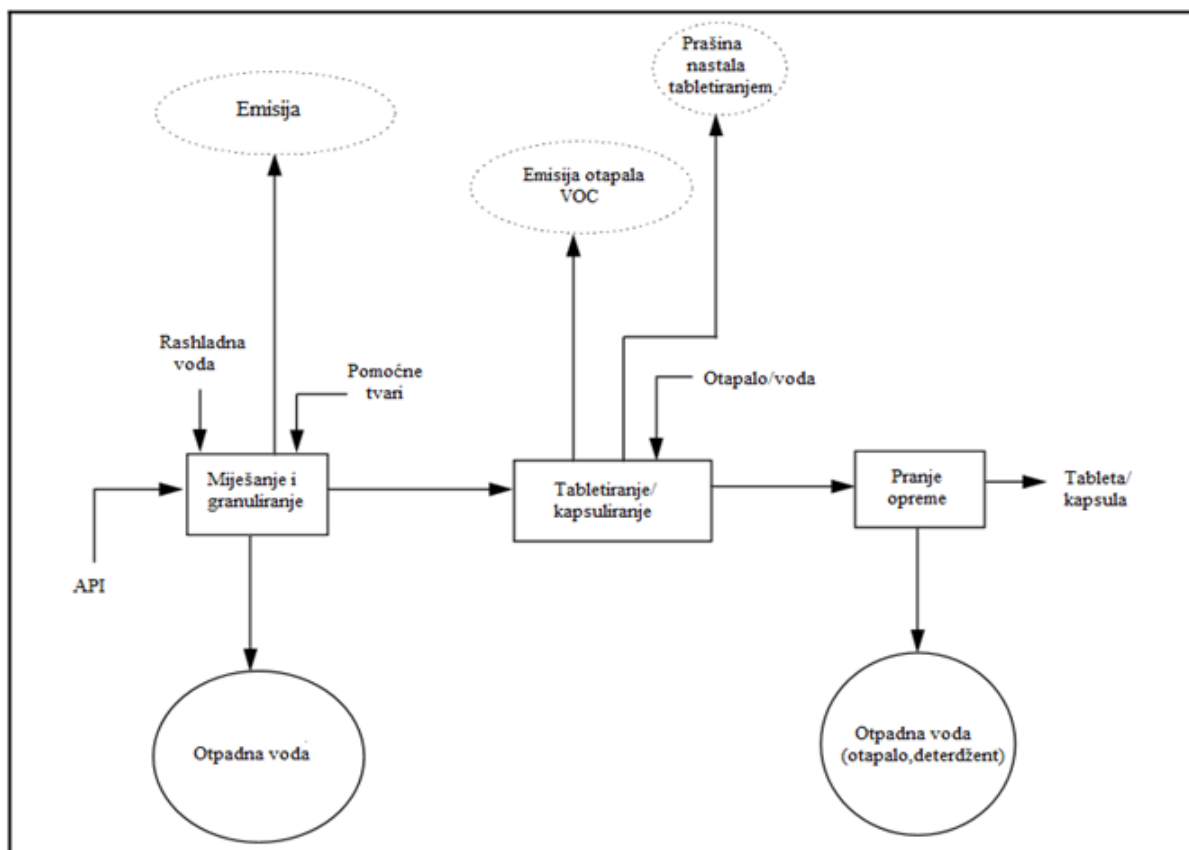 Prašina
nastala
tabletiranjem
Emisija
Emisija otapala
VOC
Rashladna
voda
Pomoćne
tvari
Otapalo/voda
Miješanje i
granuliranje
Tabletiranje/
kapsuliranje
Pranje
opreme
Tableta/
kapsula
API
Otpadna voda
Otpadna voda
(otapalo,deterdžent)